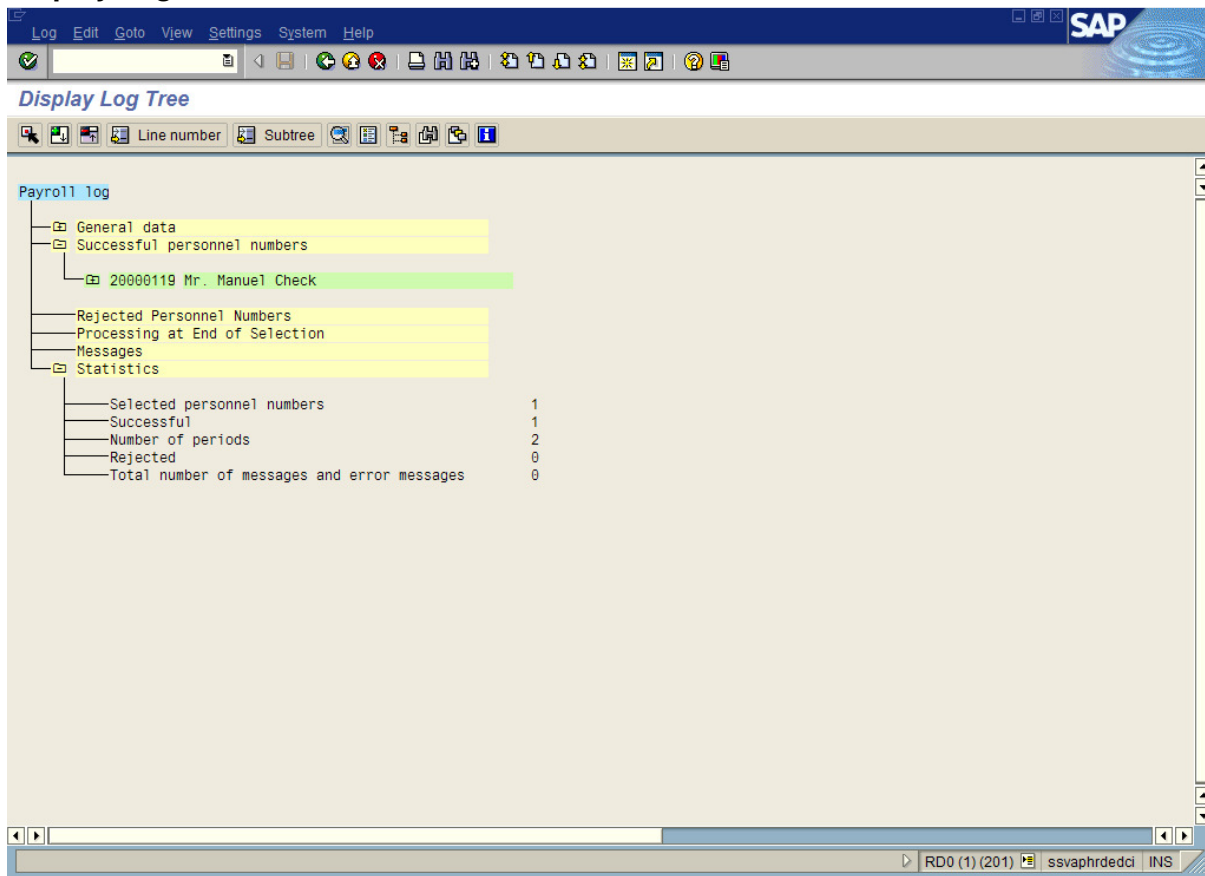 Log Edit Goto View Settings System Help
SAP
Display Log Tree
Line number Subtree
Payroll log
General data
Successful personnel numbers
20000119 Mr. Manuel Check
Rejected Personnel Numbers
Processing at End of Selection
Messages
Statistics
Selected personnel numbers 1
Successful 1
Number of periods 2
Rejected 0
Total number of messages and error messages 0
RD0 (1) (201) ssvaphrdedci INS